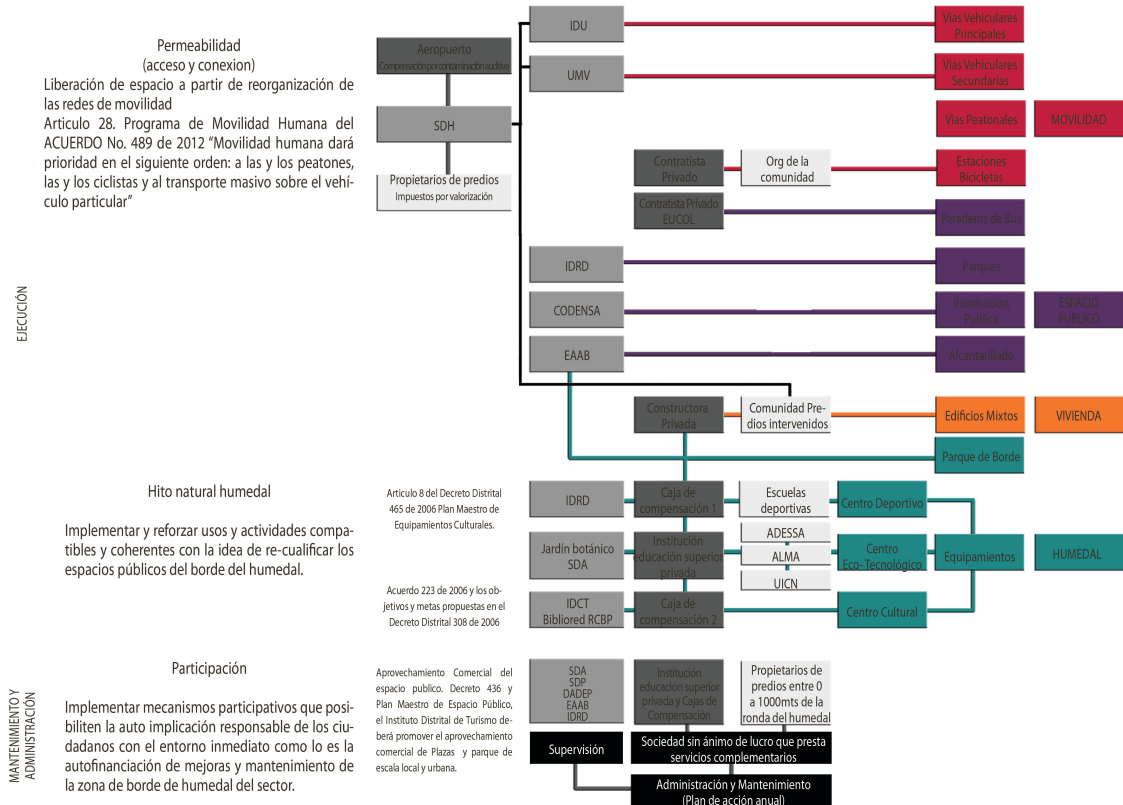 Permeabilidad
(acceso y conexion)
Liberación de espacio a partir de reorganización de
las redes de movilidad
Articulo 28. Programa de Movilidad Humana del
ACUERDO No. 489 de 2012 “Movilidad humana dará
prioridad en el siguiente orden: a las y los peatones,
las y los ciclistas y al transporte masivo sobre el vehí-
culo particular”
Aeropuerto
Compensación por contaminación auditiva
SDH
Propietarios de predios
Impuestos por valorización
IDU
Vias Vehiculares
Principales
UMV
Vias Vehiculares
Secundarias
Vias Peatonales
MOVILIDAD
Contratista
Privado
Org de la
comunidad
Estaciones
Bicicletas
Contratista Privado
EUCOL
Paraderos de Bus
IDRD
Parques
CODENSA
Iluminación
Publica
ESPACIO
PUBLICO
EAAB
Alcantarillado
Constructora
Privada
Comunidad Pre-
dios intervenidos
Edificios Mixtos
VIVIENDA
Parque de Borde
EJECUCIÓN
Hito natural humedal
Implementar y reforzar usos y actividades compa-
tibles y coherentes con la idea de re-cualificar los
espacios públicos del borde del humedal.
Articulo 8 del Decreto Distrital
465 de 2006 Plan Maestro de
Equipamientos Culturales.
Acuerdo 223 de 2006 y los ob-
jetivos y metas propuestas en el
Decreto Distrital 308 de 2006
IDRD
Caja de
compensación 1
Escuelas
deportivas
Centro Deportivo
Jardín botánico
SDA
Institución
educación superior
privada
ADESSA
ALMA
UICN
Centro
Eco- Tecnológico
Equipamientos
HUMEDAL
IDCT
Bibliored RCBP
Caja de
compensación 2
Centro Cultural
MANTENIMIENTO Y
ADMINISTRACIÓN
Participación
Implementar mecanismos participativos que posi-
biliten la auto implicación responsable de los ciu-
dadanos con el entorno inmediato como lo es la
autofinanciación de mejoras y mantenimiento de
la zona de borde de humedal del sector.
Aprovechamiento Comercial del
espacio publico. Decreto 436 y
Plan Maestro de Espacio Público,
el Instituto Distrital de Turismo de-
berá promover el aprovechamiento
comercial de Plazas y parque de
escala local y urbana.
SDA
SDP
DADEP
EAAB
IDRD
Institución
educación superior
privada y Cajas de
Compensación
Propietarios de
predios entre 0
a 1000mts de la
ronda del humedal
Supervisión
Sociedad sin ánimo de lucro que presta
servicios complementarios
Administración y Mantenimiento
(Plan de acción anual)